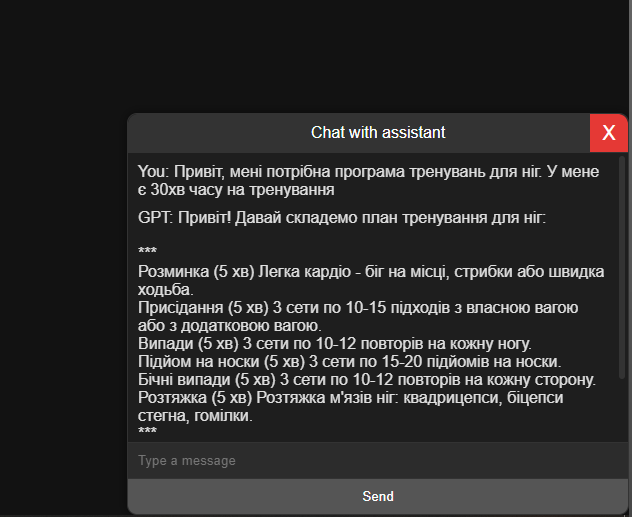 Chat with assistant
X
You: Привіт, мені потрібна програма тренувань для ніг. У мене
є 30хв часу на тренування
GPT: Привіт! Давай складемо план тренування для ніг:
***
Розминка (5 хв) Легка кардіо - біг на місці, стрибки або швидка
ходьба.
Присідання (5 хв) 3 сети по 10-15 підходів з власною вагою
або з додатковою вагою.
Випади (5 хв) 3 сети по 10-12 повторів на кожну ногу.
Підйом на носки (5 хв) 3 сети по 15-20 підйомів на носки.
Бічні випади (5 хв) 3 сети по 10-12 повторів на кожну сторону.
Розтяжка (5 хв) Розтяжка м'язів ніг: квадрицепси, біцепси
стегна, гомілки.
***
Type a message
Send